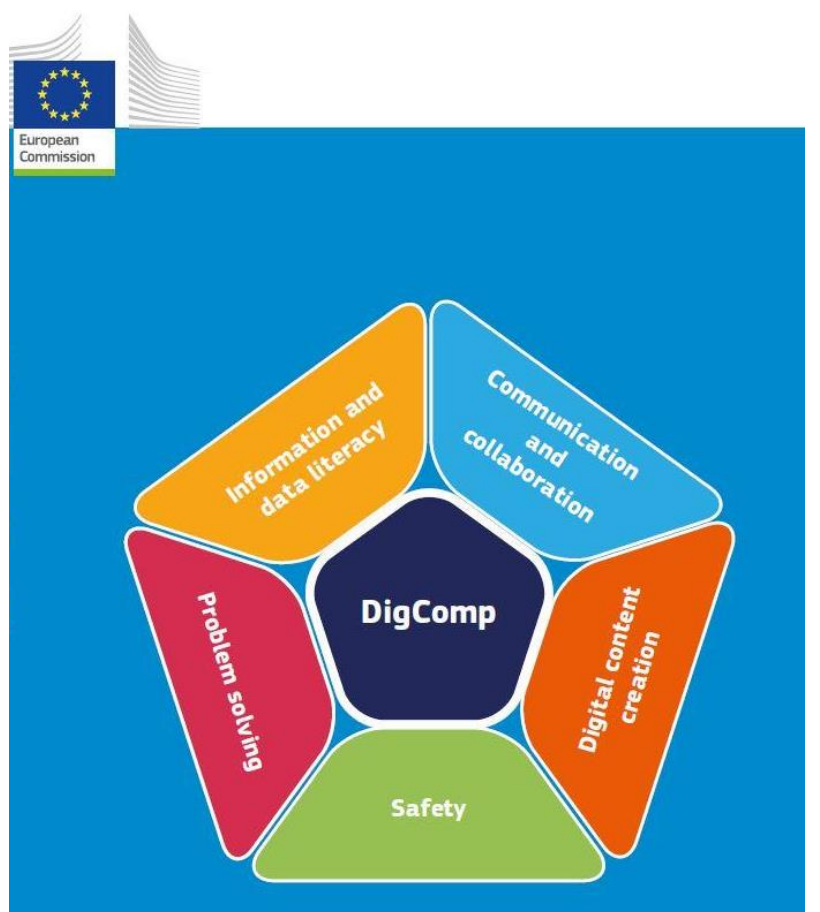 European
Commission
Information and
data literacy
Communication
and
collaboration
DigComp
Problem solving
Digital content
creation
Safety